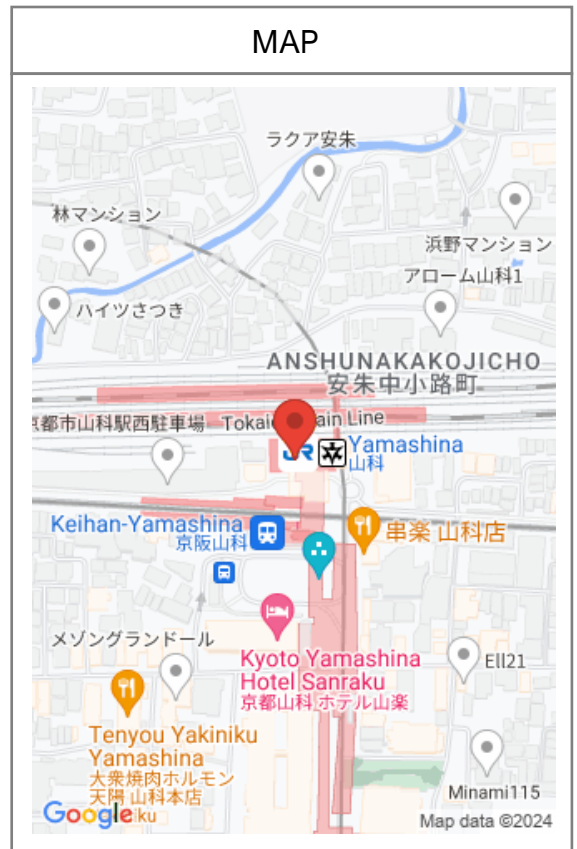 MAP
ラクア安朱
林マンション
浜野マンション
アローム山科1
ハイツさつき
ANSHUNAKAKOJICHO
安朱中小路町
京都市山科駅西駐車場
Tokaido Main Line
JR
Yamashina
山科
Keihan-Yamashina
京阪山科
串楽 山科店
メゾングランドール
Kyoto Yamashina
Hotel Sanraku
京都山科 ホテル山楽
Ell21
Tenyou Yakiniku
Yamashina
大衆焼肉ホルモン
天陽 山科本店
Minami115
Google
iku
Map data ©2024